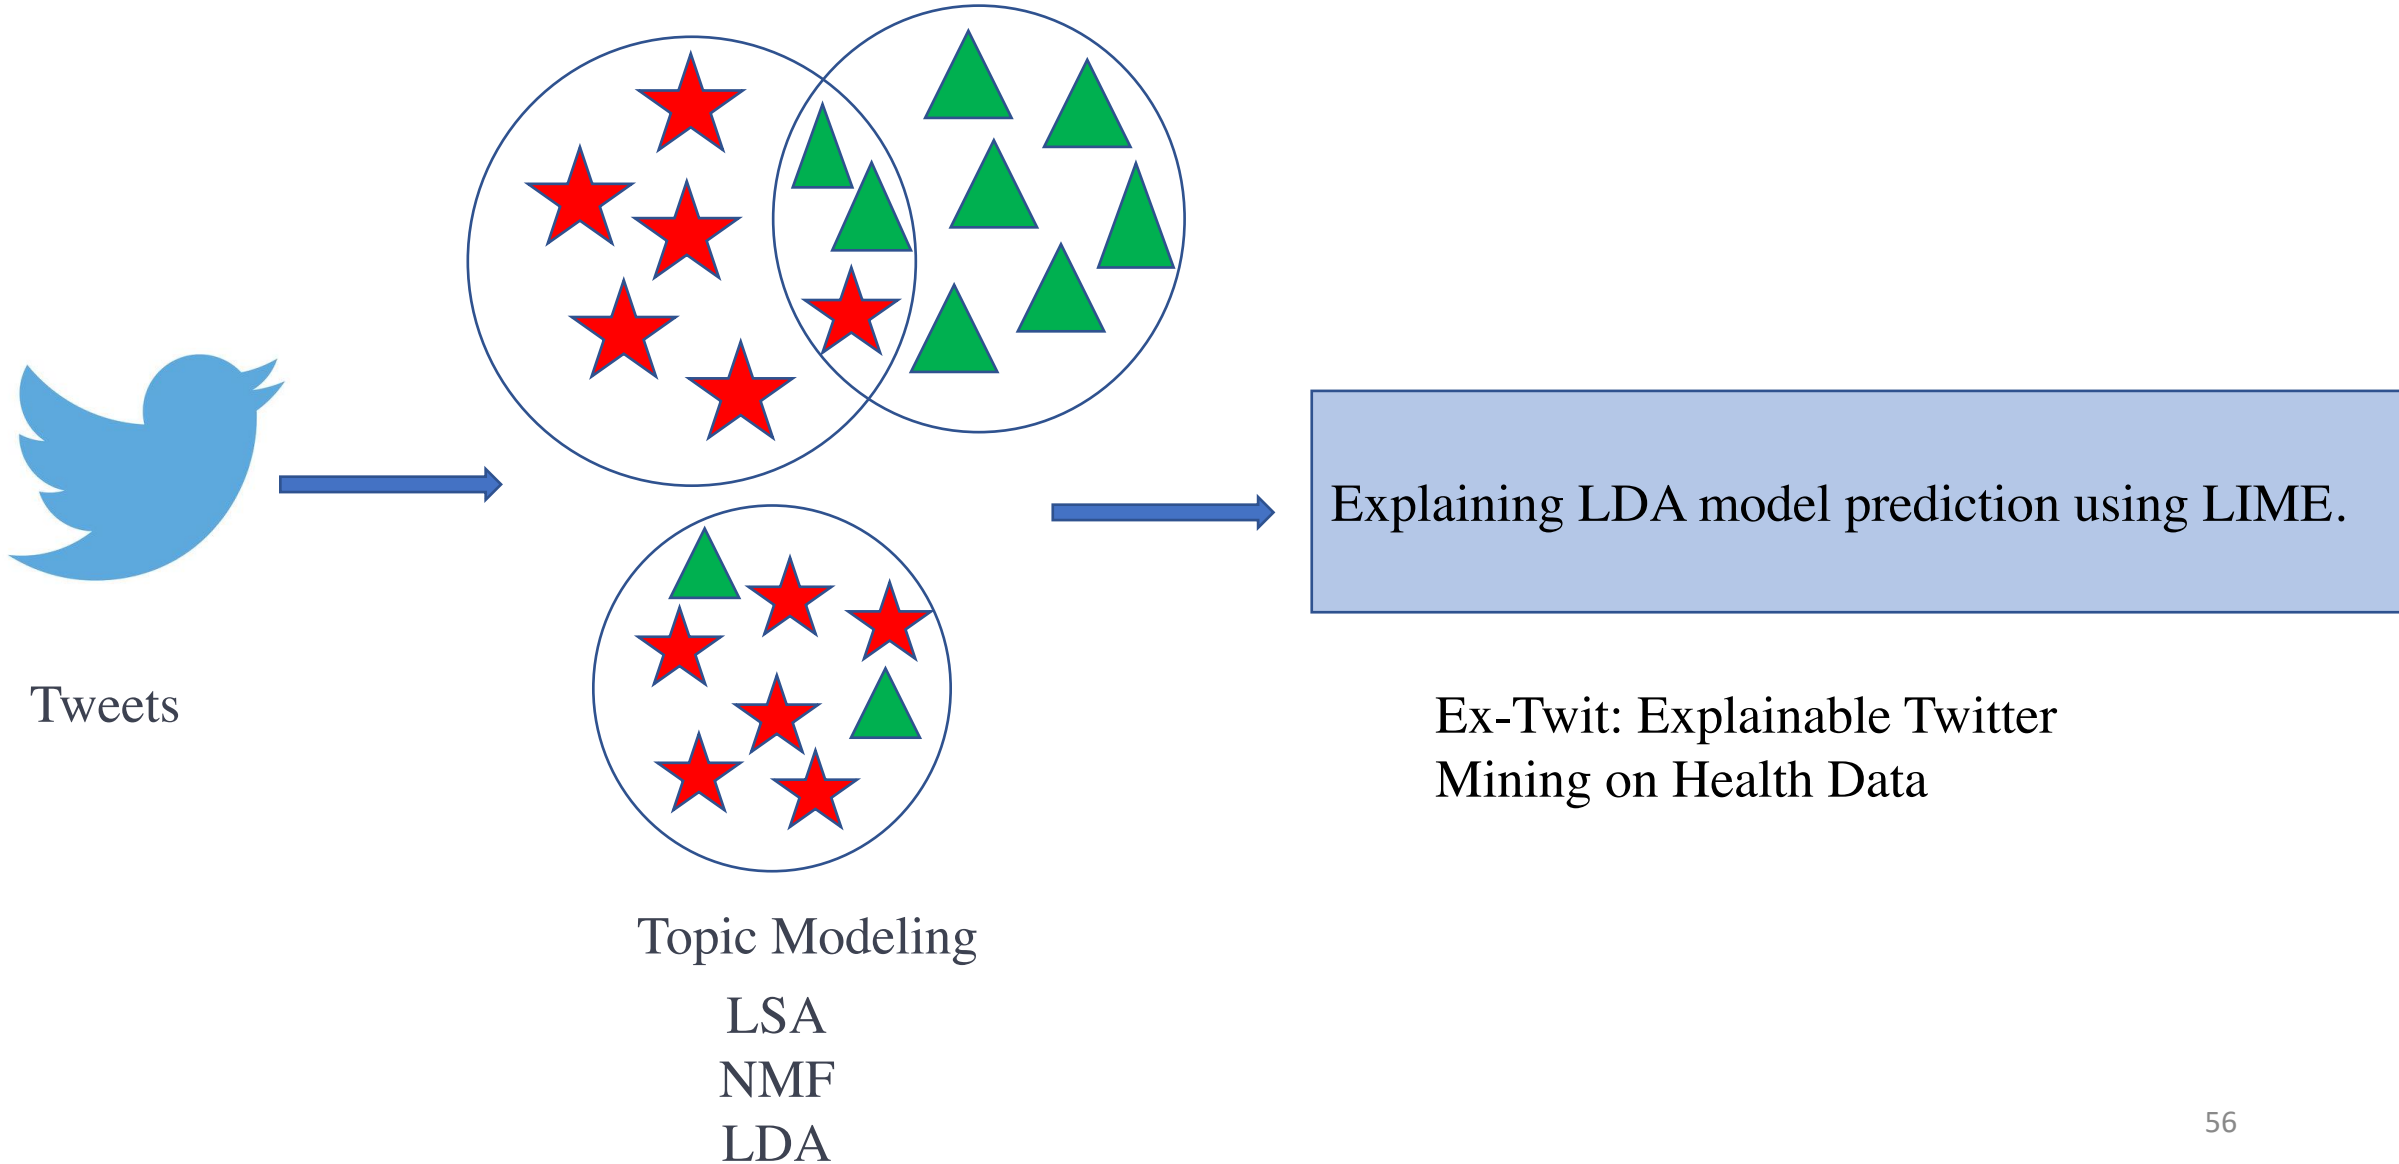 Tweets
Topic Modeling
LSA
NMF
LDA
Explaining LDA model prediction using LIME.
Ex-Twit: Explainable Twitter
Mining on Health Data
56